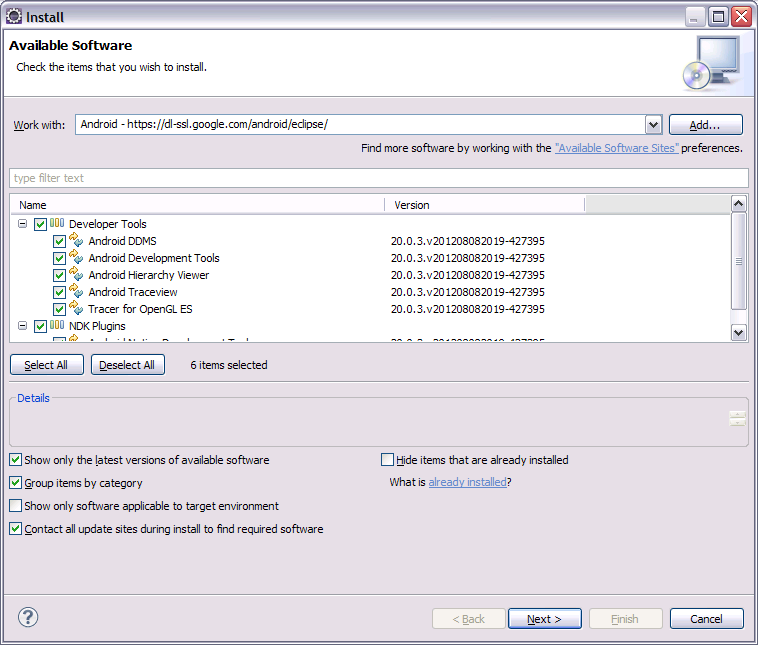 Install
Available Software
Check the items that you wish to install.
Work with: Android - https://dl-ssl.google.com/android/eclipse/ Add...
Find more software by working with the "Available Software Sites" preferences.
type filter text
Name Version
Developer Tools
Android DDMS 20.0.3.v201208082019-427395
Android Development Tools 20.0.3.v201208082019-427395
Android Hierarchy Viewer 20.0.3.v201208082019-427395
Android Traceview 20.0.3.v201208082019-427395
Tracer for OpenGL ES 20.0.3.v201208082019-427395
NDK Plugins
Select All Deselect All 6 items selected
Details
Show only the latest versions of available software Hide items that are already installed
Group items by category What is already installed?
Show only software applicable to target environment
Contact all update sites during install to find required software
? < Back Next > Finish Cancel